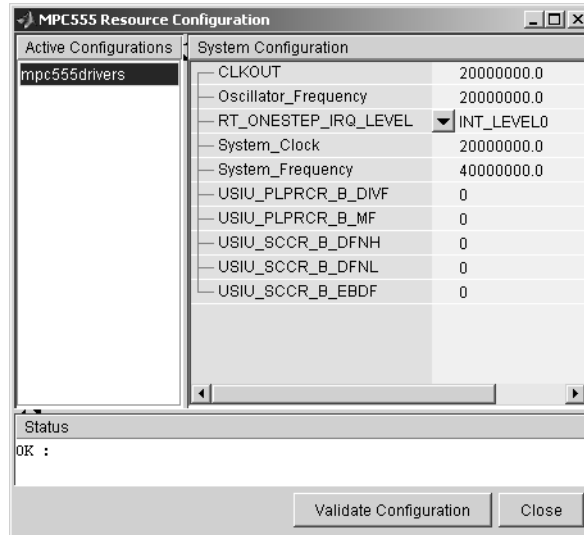 MPC555 Resource Configuration
Active Configurations
System Configuration
mpc555drivers
CLKOUT 20000000.0
Oscillator_Frequency 20000000.0
RT_ONESTEP_IRQ_LEVEL INT_LEVEL0
System_Clock 20000000.0
System_Frequency 40000000.0
USIU_PLPRCR_B_DIVF 0
USIU_PLPRCR_B_MF 0
USIU_SCCR_B_DFNH 0
USIU_SCCR_B_DFNL 0
USIU_SCCR_B_EBDF 0
Status
OK :
Validate Configuration
Close